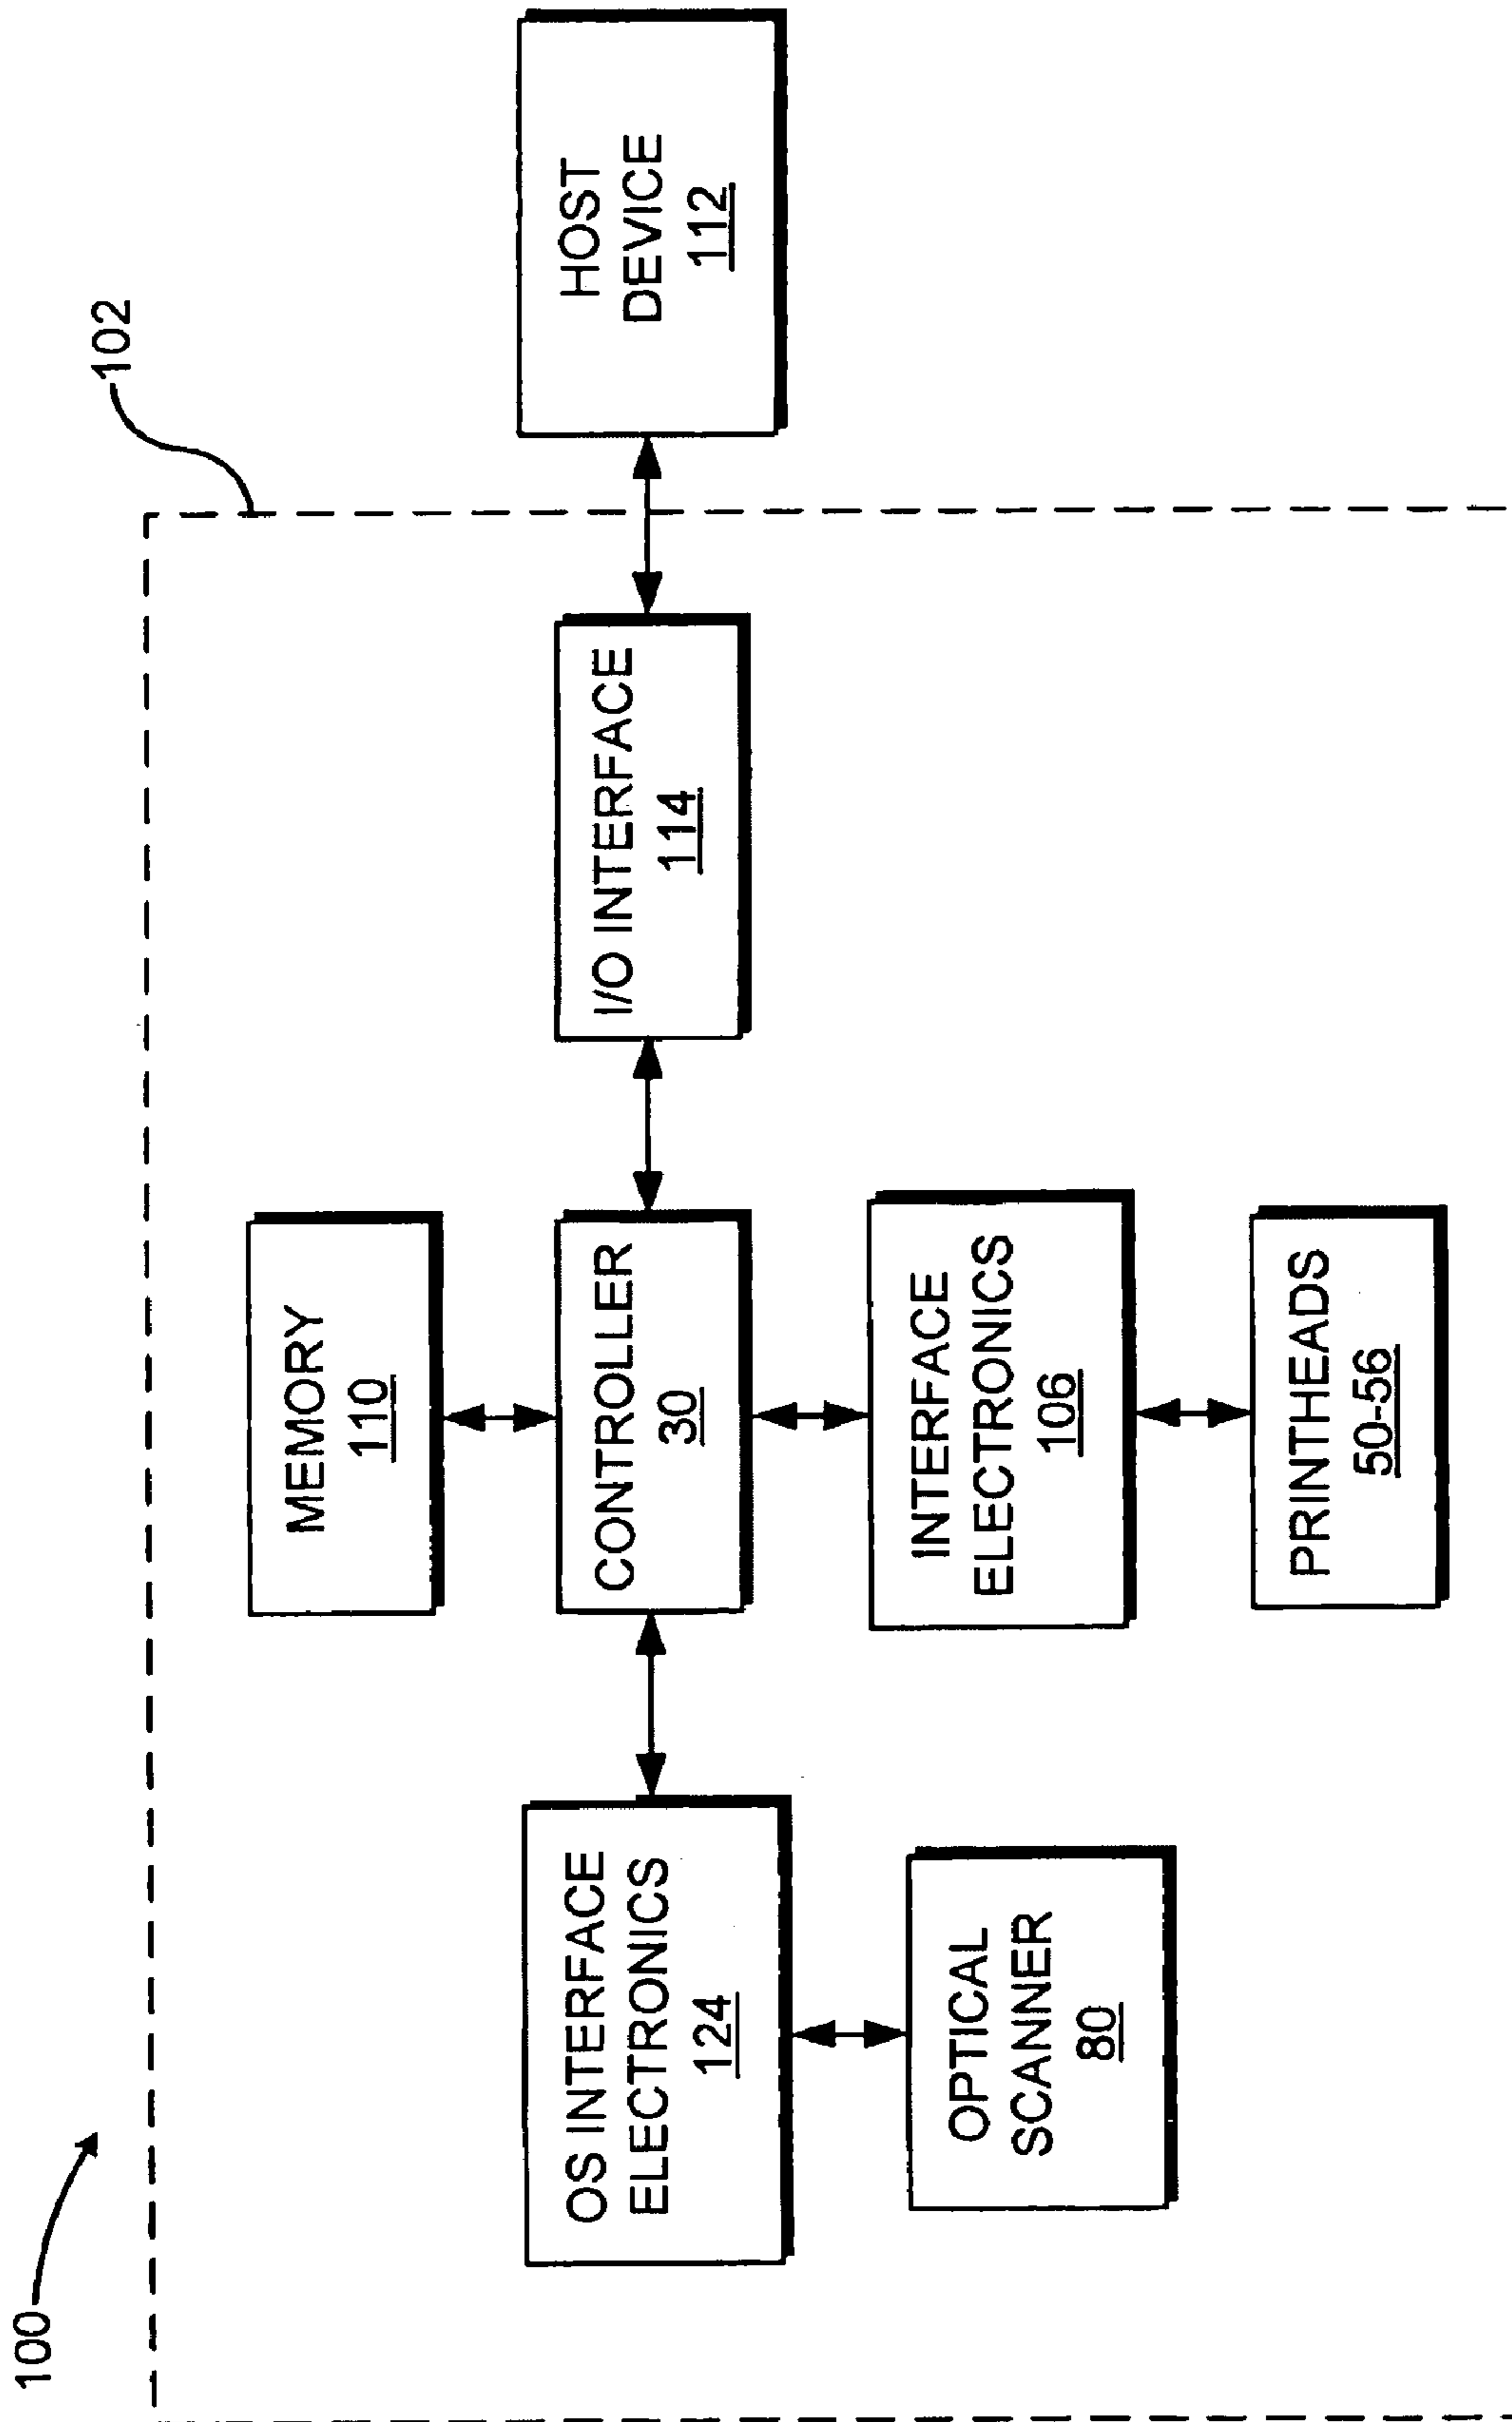 100
102
MEMORY
110
OS INTERFACE
ELECTRONICS
124
CONTROLLER
30
I/O INTERFACE
114
HOST
DEVICE
112
OPTICAL
SCANNER
80
INTERFACE
ELECTRONICS
106
PRINTHEADS
50-56